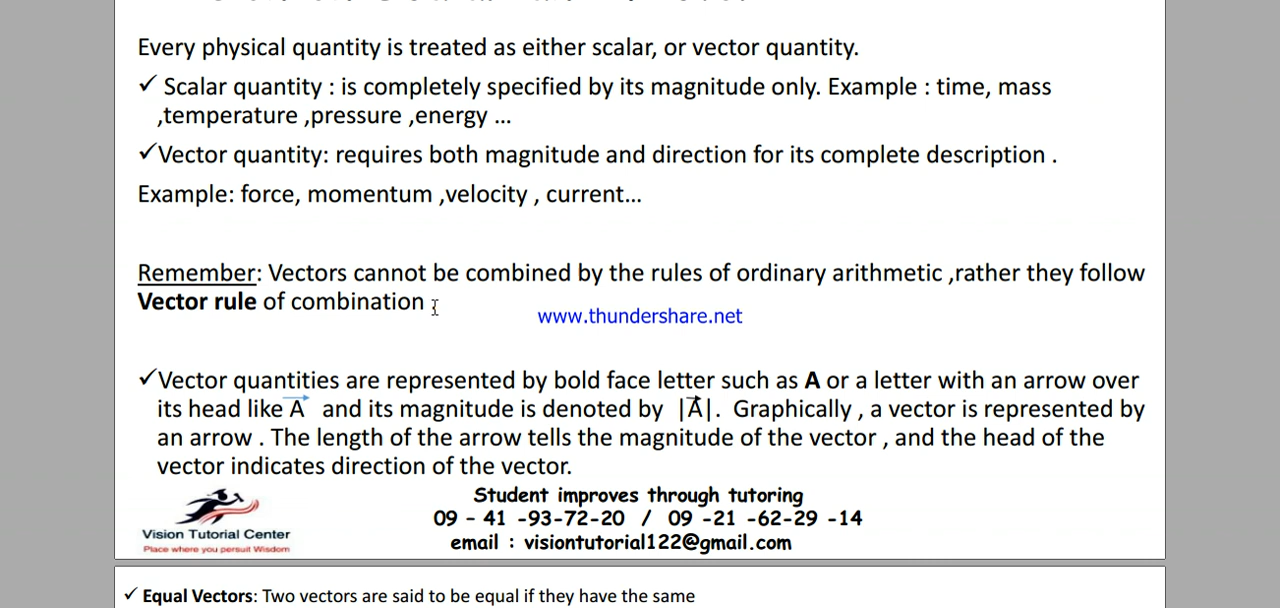 Every physical quantity is treated as either scalar, or vector quantity.
✓ Scalar quantity : is completely specified by its magnitude only. Example : time, mass
,temperature ,pressure ,energy ...
✓Vector quantity: requires both magnitude and direction for its complete description .
Example: force, momentum ,velocity , current...
Remember: Vectors cannot be combined by the rules of ordinary arithmetic ,rather they follow
Vector rule of combination
www.thundershare.net
✓Vector quantities are represented by bold face letter such as A or a letter with an arrow over
its head like A⃗ and its magnitude is denoted by |A⃗|. Graphically , a vector is represented by
an arrow . The length of the arrow tells the magnitude of the vector , and the head of the
vector indicates direction of the vector.
Student improves through tutoring
09 - 41 -93-72-20 / 09 -21 -62-29 -14
email : visiontutorial122@gmail.com
Vision Tutorial Center
Place where you persuit Wisdom
✓ Equal Vectors: Two vectors are said to be equal if they have the same